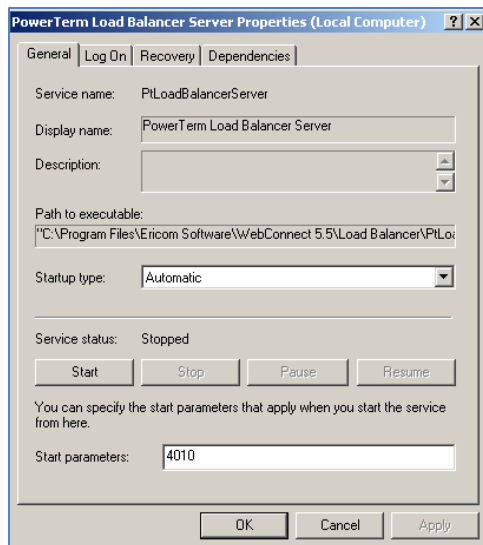 PowerTerm Load Balancer Server Properties (Local Computer)
General
Log On
Recovery
Dependencies
Service name: PtLoadBalancerServer
Display name: PowerTerm Load Balancer Server
Description:
Path to executable:
"C:\Program Files\Ericom Software\WebConnect 5.5\Load Balancer\PtLoa
Startup type: Automatic
Service status: Stopped
Start Stop Pause Resume
You can specify the start parameters that apply when you start the service
from here.
Start parameters: 4010
OK Cancel Apply